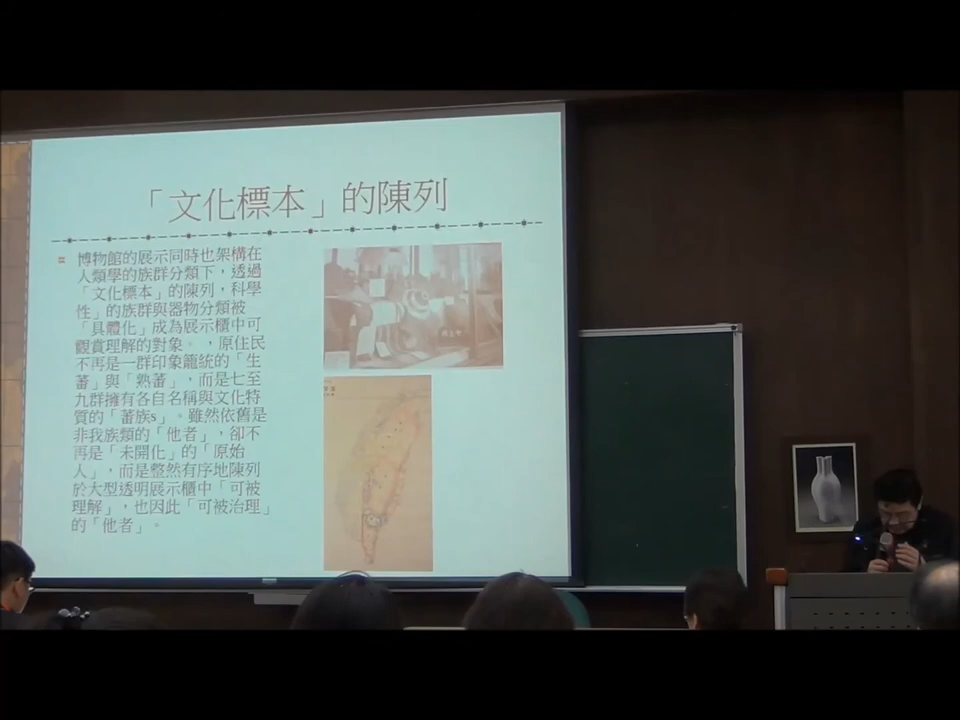 「文化標本」的陳列
博物館的展示同時也架構在
人類學的族群分類下，透過
「文化標本」的陳列，科學
性」的族群與器物分類被
「具體化」成為展示櫃中可
觀賞理解的對象。，原住民
不再是一群印象籠統的「生
蕃」與「熟蕃」，而是七至
九群擁有各自名稱與文化特
質的「蕃族s」。雖然依舊是
非我族類的「他者」，卻不
再是「未開化」的「原始
人」，而是整然有序地陳列
於大型透明展示櫃中「可被
理解」，也因此「可被治理」
的「他者」。